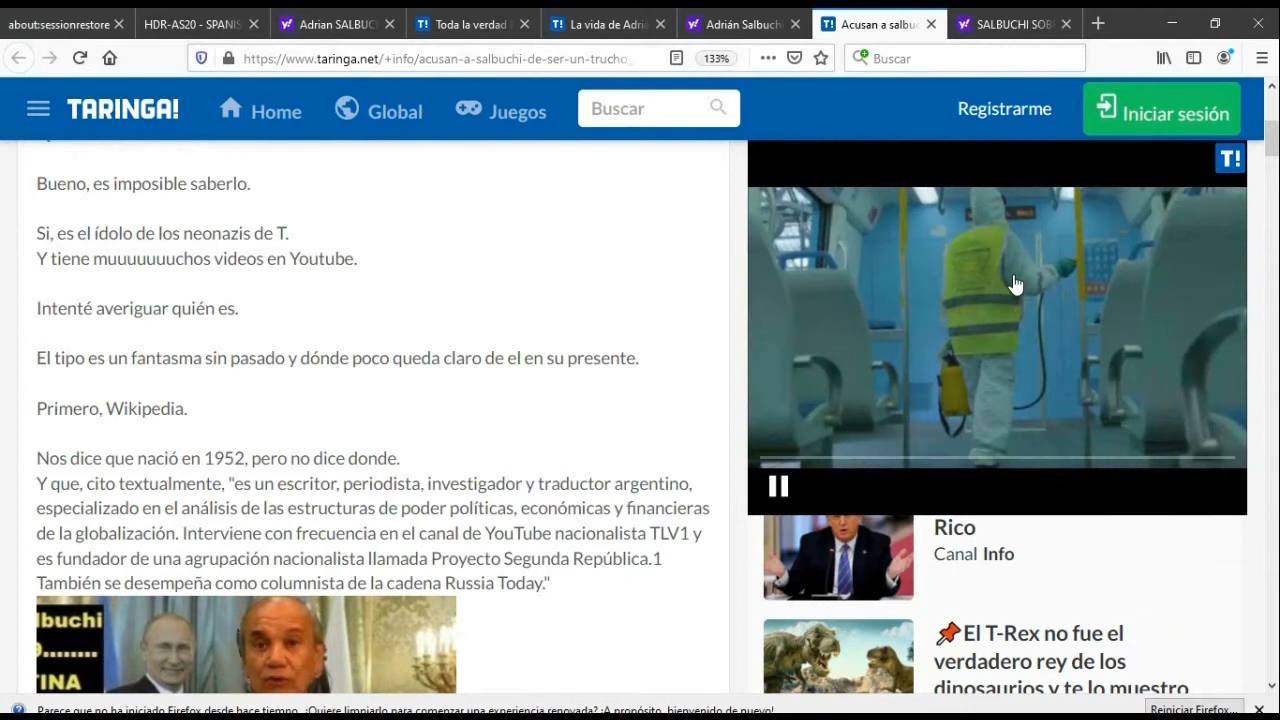 about:sessionrestore
HDR-AS20 - SPANIS
Adrian SALBUCHI
Toda la verdad
La vida de Adria
Adrián Salbuchi
Acusan a salbuc
SALBUCHI SOB
https://www.taringa.net/+info/acusan-a-salbuchi-de-ser-un-trucho_
133%
Buscar
TARINGA!
Home
Global
Juegos
Buscar
Registrarme
Iniciar sesión
Bueno, es imposible saberlo.
Si, es el ídolo de los neonazis de T.
Y tiene muuuuuuuchos videos en Youtube.
Intenté averiguar quién es.
El tipo es un fantasma sin pasado y dónde poco queda claro de el en su presente.
Primero, Wikipedia.
Nos dice que nació en 1952, pero no dice donde.
Y que, cito textualmente, "es un escritor, periodista, investigador y traductor argentino,
especializado en el análisis de las estructuras de poder políticas, económicas y financieras
de la globalización. Interviene con frecuencia en el canal de YouTube nacionalista TLV1 y
es fundador de una agrupación nacionalista llamada Proyecto Segunda República.1
También se desempeña como columnista de la cadena Russia Today."
lbuchi
O........
TINA
T!
Rico
Canal Info
El T-Rex no fue el
verdadero rey de los
dinosaurios y te lo muestro
Parece que no ha iniciado Firefox desde hace tiempo. ¿Quiere limpiarlo para comenzar una experiencia renovada? ¡A propósito, bienvenido de nuevo!
Reiniciar Firefox...